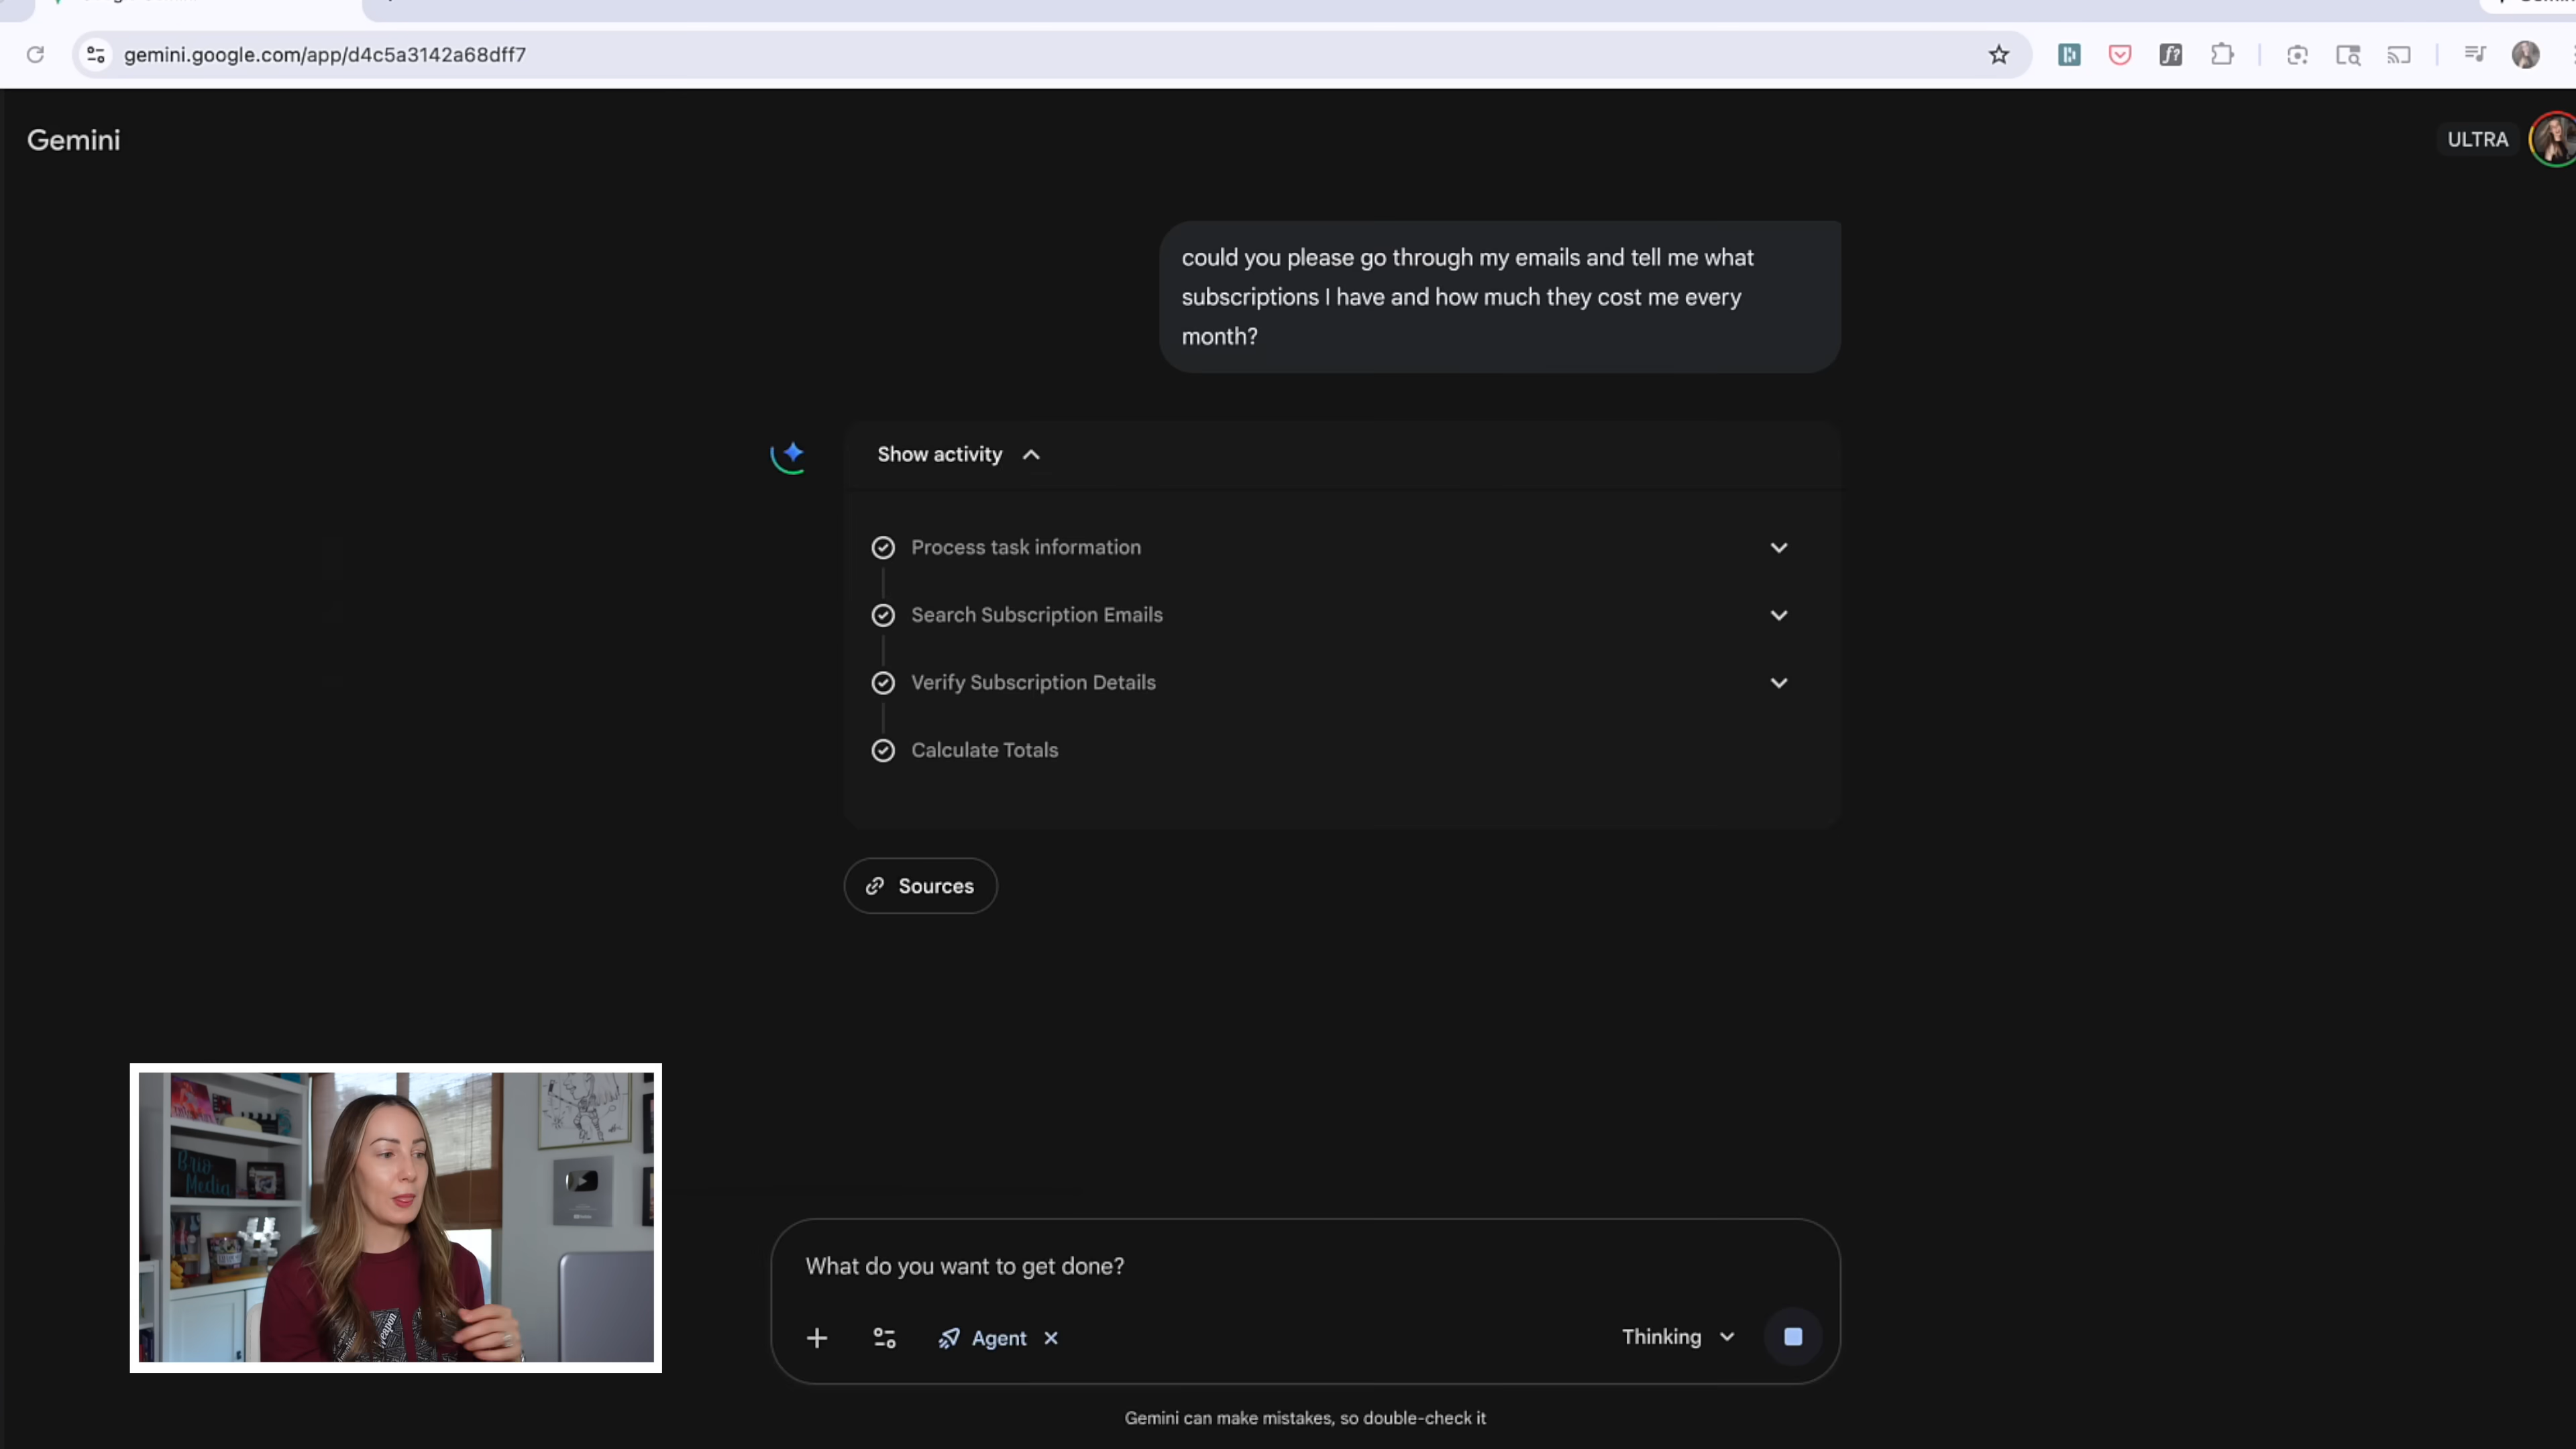 gemini.google.com/app/d4c5a3142a68dff7
Gemini
ULTRA
could you please go through my emails and tell me what
subscriptions I have and how much they cost me every
month?
Show activity
Process task information
Search Subscription Emails
Verify Subscription Details
Calculate Totals
Sources
Brio
Media
What do you want to get done?
Agent
Thinking
Gemini can make mistakes, so double-check it